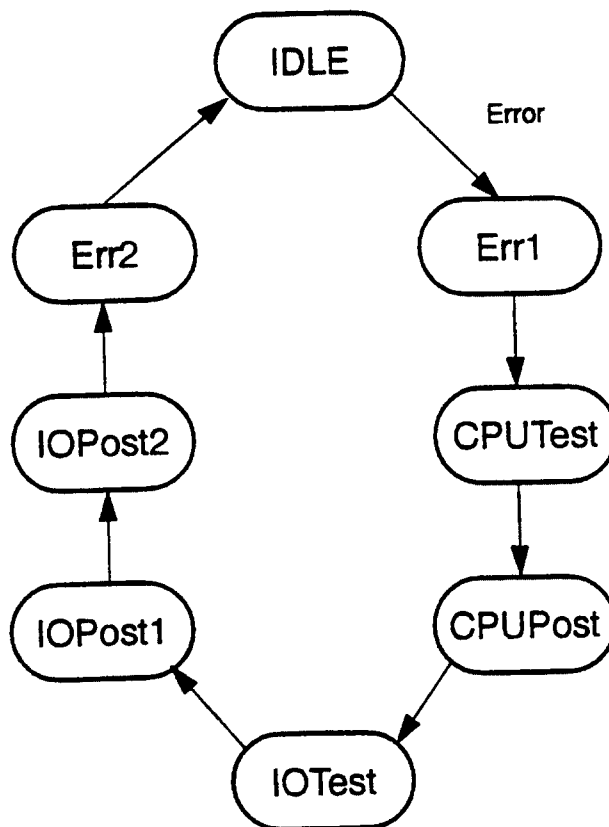 IDLE
Error
Err2
Err1
IOPost2
CPUTest
IOPost1
CPUPost
IOTest